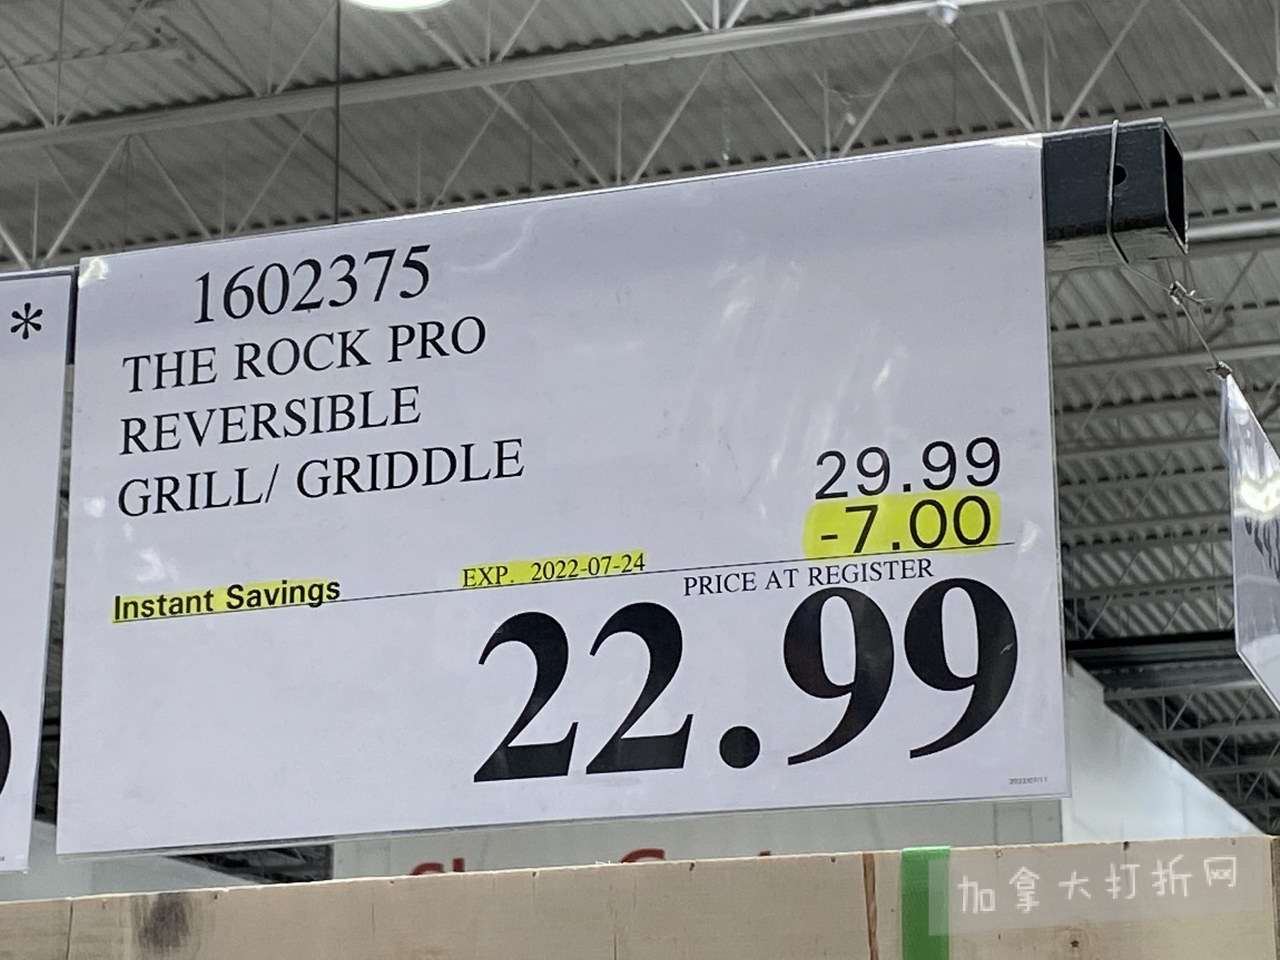 *
1602375
THE ROCK PRO
REVERSIBLE
GRILL/ GRIDDLE
29.99
-7.00
Instant Savings
EXP. 2022-07-24
PRICE AT REGISTER
22.99
加拿大打折网